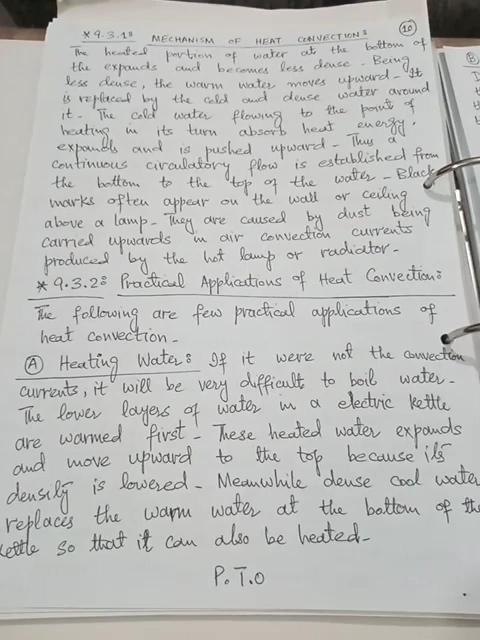 * 9.3.1: MECHANISM OF HEAT CONVECTION:
10
The heated portion of water at the bottom of
the expands and becomes less dense - Being
less dense, the warm water moves upward - It
is replaced by the cold and dense water around
it - The cold water flowing to the point of
heating in its turn absorb heat energy,
expands and is pushed upward - Thus a
continuous circulatory flow is established from
the bottom to the top of the water - Black
marks often appear on the wall or ceiling
above a lamp - They are caused by dust being
carried upwards in air convection currents
produced by the hot lamp or radiator -
* 9.3.2: Practical Applications of Heat Convection:
The following are few practical applications of
heat convection -
(A) Heating Water: If it were not the convection
currents, it will be very difficult to boil water -
The lower layers of water in a electric kettle
are warmed first - These heated water expands
and move upward to the top because its
density is lowered - Meanwhile dense cool water
replaces the warm water at the bottom of the
kettle so that it can also be heated -
P.T.O
(B)